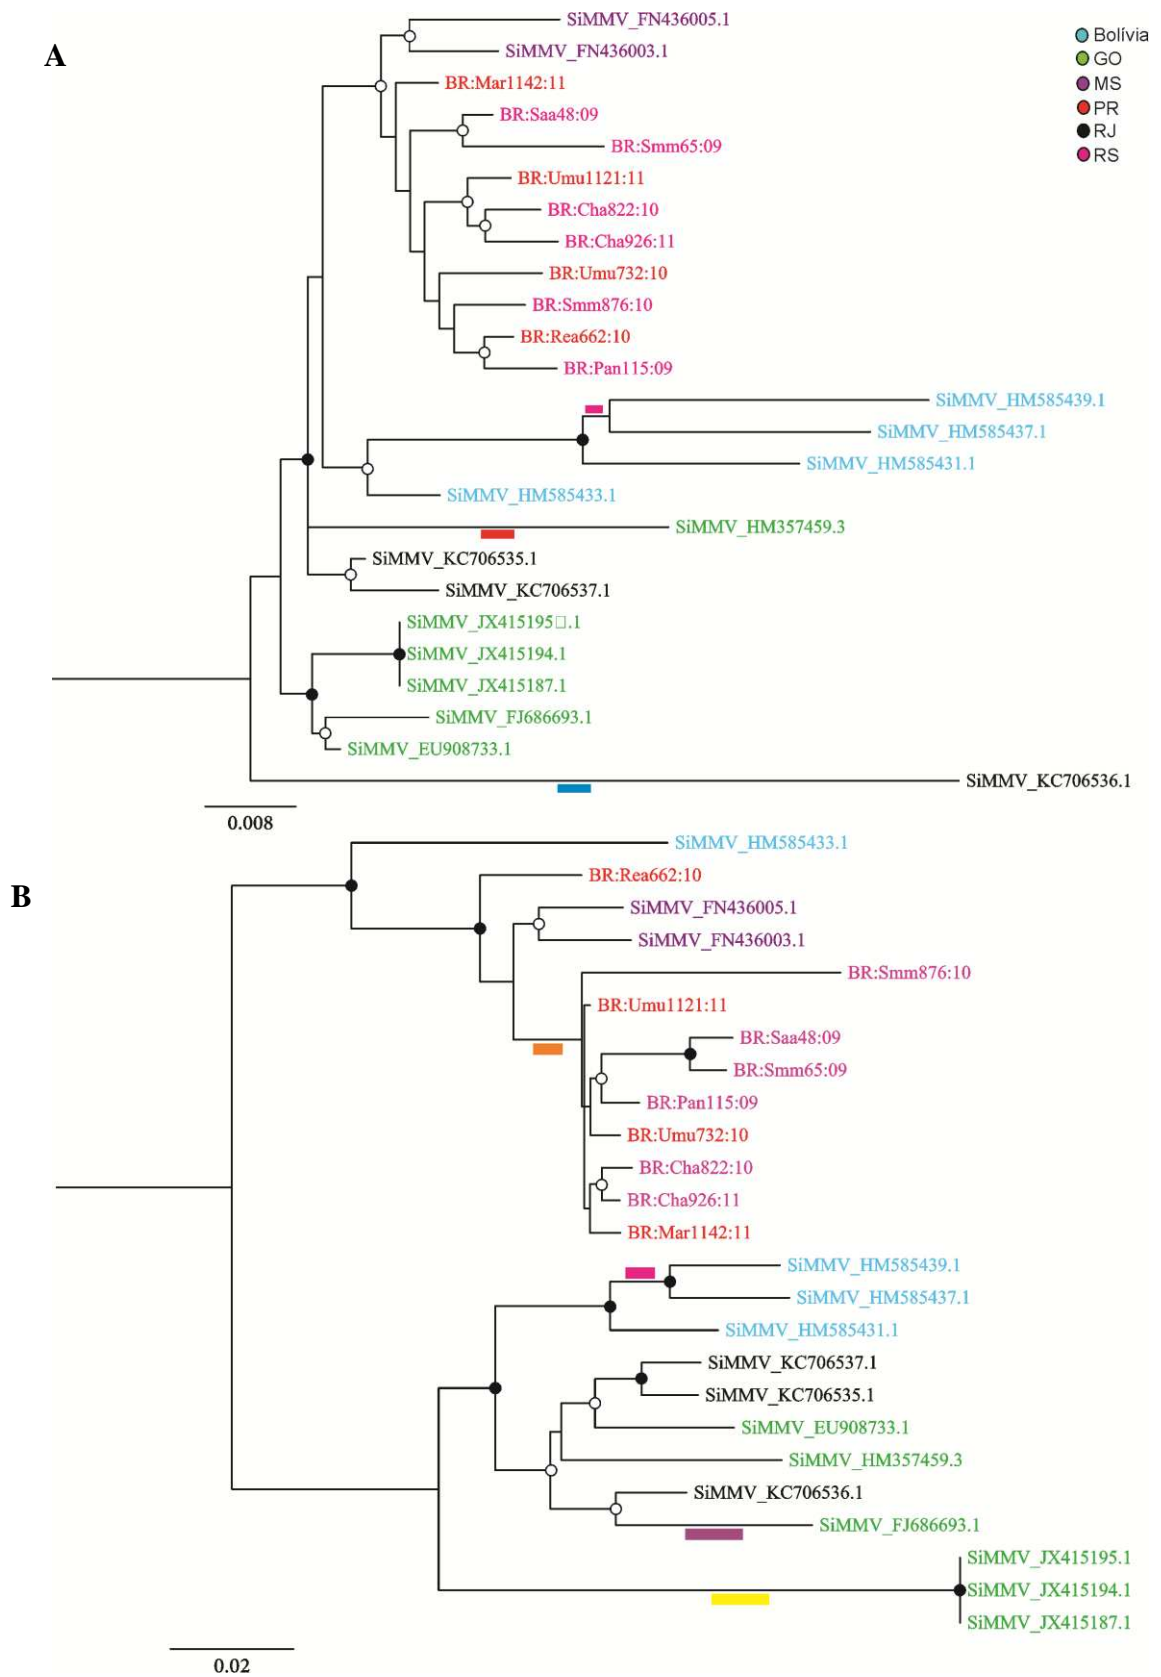 A
SiMMV_FN436005.1
SiMMV_FN436003.1
BR:Mar1142:11
BR:Saa48:09
BR:Smm65:09
BR:Umu1121:11
BR:Cha822:10
BR:Cha926:11
BR:Umu732:10
BR:Smm876:10
BR:Rea662:10
BR:Pan115:09
SiMMV_HM585439.1
SiMMV_HM585437.1
SiMMV_HM585431.1
SiMMV_HM585433.1
SiMMV_HM357459.3
SiMMV_KC706535.1
SiMMV_KC706537.1
SiMMV_JX415195□.1
SiMMV_JX415194.1
SiMMV_JX415187.1
SiMMV_FJ686693.1
SiMMV_EU908733.1
SiMMV_KC706536.1
0.008
Bolívia
GO
MS
PR
RJ
RS
B
SiMMV_HM585433.1
BR:Rea662:10
SiMMV_FN436005.1
SiMMV_FN436003.1
BR:Smm876:10
BR:Umu1121:11
BR:Saa48:09
BR:Smm65:09
BR:Pan115:09
BR:Umu732:10
BR:Cha822:10
BR:Cha926:11
BR:Mar1142:11
SiMMV_HM585439.1
SiMMV_HM585437.1
SiMMV_HM585431.1
SiMMV_KC706537.1
SiMMV_KC706535.1
SiMMV_EU908733.1
SiMMV_HM357459.3
SiMMV_KC706536.1
SiMMV_FJ686693.1
SiMMV_JX415195.1
SiMMV_JX415194.1
SiMMV_JX415187.1
0.02